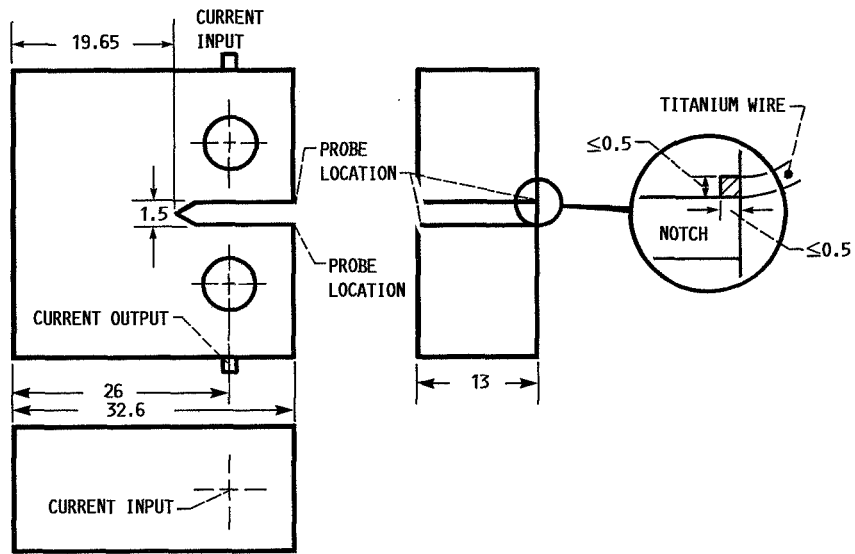 CURRENT
INPUT
19.65
TITANIUM WIRE
≤0.5
PROBE
LOCATION
1.5
NOTCH
≤0.5
PROBE
LOCATION
CURRENT OUTPUT
26
32.6
13
CURRENT INPUT